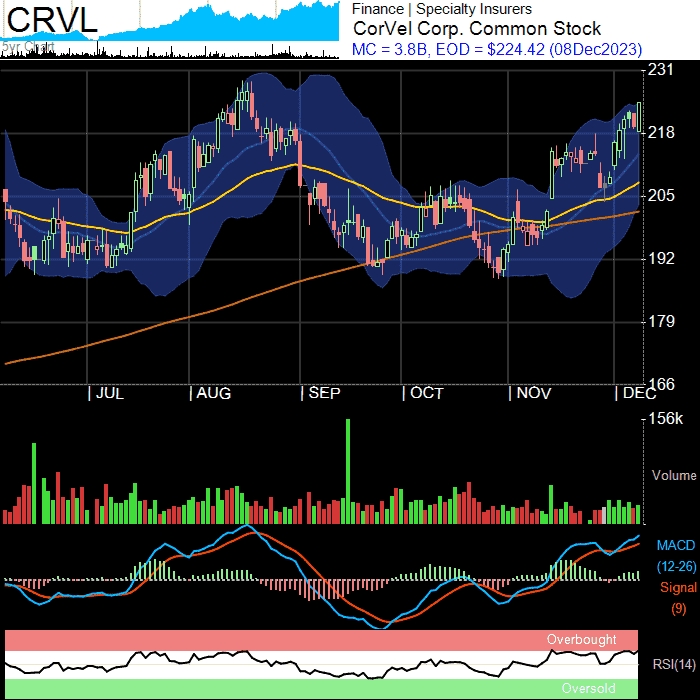 CRVL
5yr Chart
Finance | Specialty Insurers
CorVel Corp. Common Stock
MC = 3.8B, EOD = $224.42 (08Dec2023)
231
218
205
192
179
166
| JUL | AUG | SEP | OCT | NOV | DEC
156k
Volume
MACD
(12-26)
Signal
(9)
Overbought
RSI(14)
Oversold